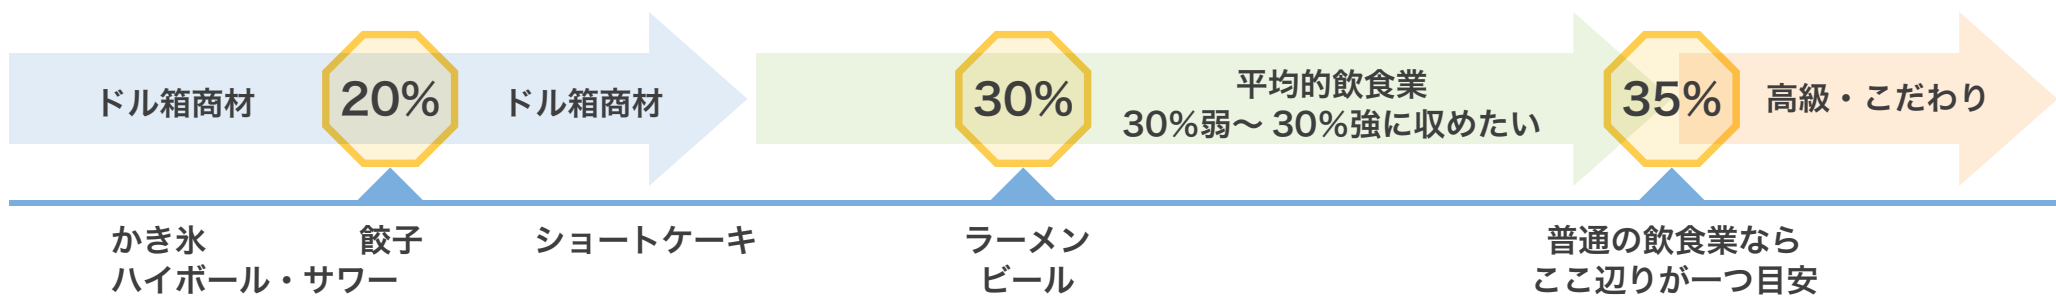 ドル箱商材
20%
ドル箱商材
30%
平均的飲食業
30%弱〜 30%強に収めたい
35%
高級・こだわり
かき氷
ハイボール・サワー
餃子
ショートケーキ
ラーメン
ビール
普通の飲食業なら
ここ辺りが一つ目安